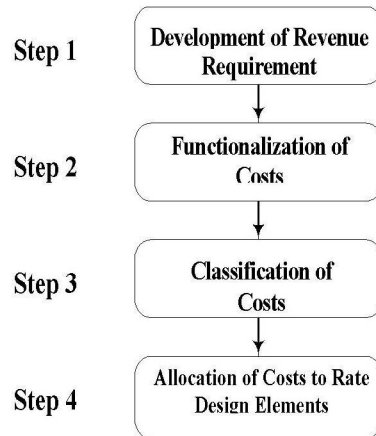 Step 1
Development of Revenue
Requirement
Step 2
Functionalization of
Costs
Step 3
Classification of
Costs
Step 4
Allocation of Costs to Rate
Design Elements